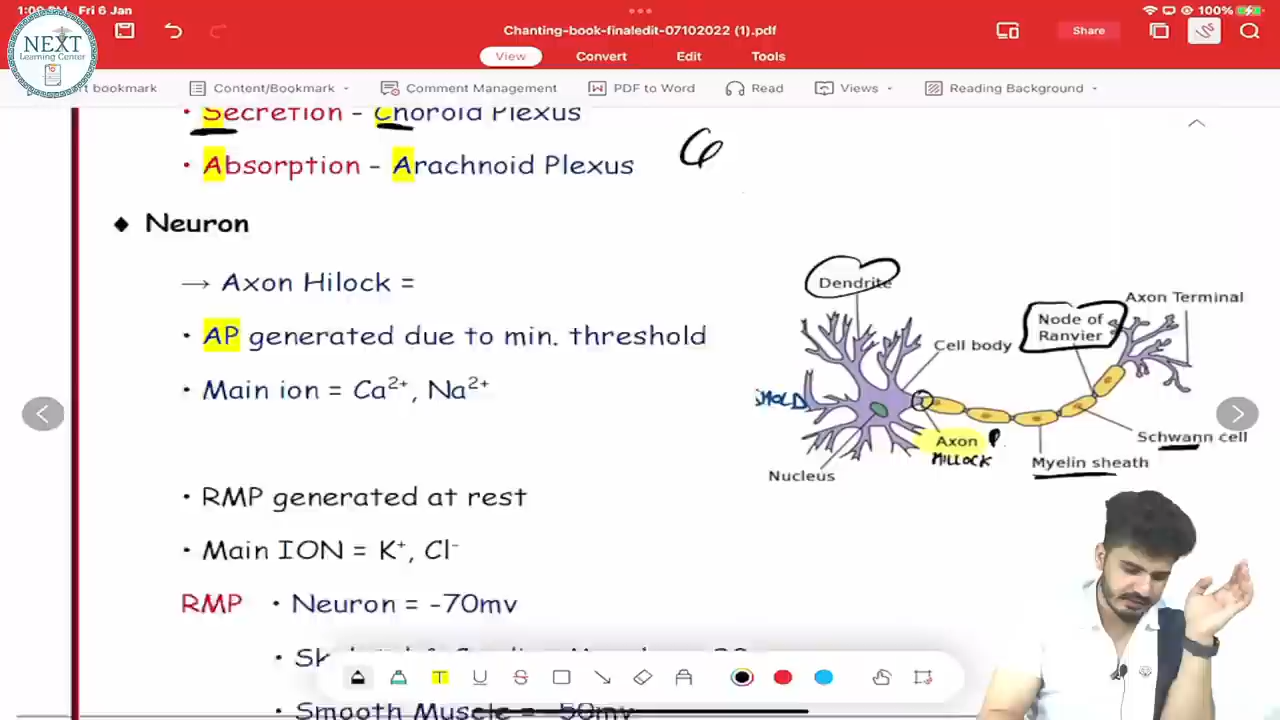 1:09 PM Fri 6 Jan
100%
NEXT
Learning Center
Chanting-book-finaledit-07102022 (1).pdf
Share
View
Convert
Edit
Tools
bookmark
Content/Bookmark
Comment Management
PDF to Word
Read
Views
Reading Background
• Secretion - Choroid Plexus
• Absorption - Arachnoid Plexus
♦ Neuron
→ Axon Hilock =
• AP generated due to min. threshold
• Main ion = Ca²⁺, Na²⁺
• RMP generated at rest
• Main ION = K⁺, Cl⁻
RMP • Neuron = -70mv
• Smooth Muscle = -50mv
Dendrite
Axon Terminal
Node of
Ranvier
Cell body
Axon
HILLOCK
Schwann cell
Myelin sheath
Nucleus